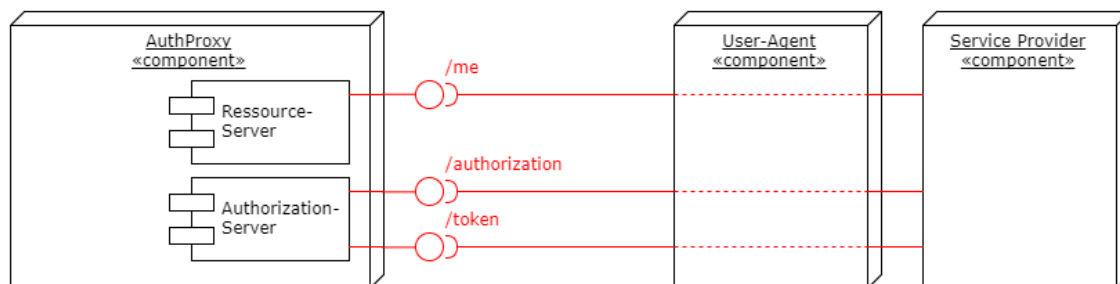 AuthProxy
«component»
User-Agent
«component»
Service Provider
«component»
/me
Ressource-
Server
/authorization
Authorization-
Server
/token